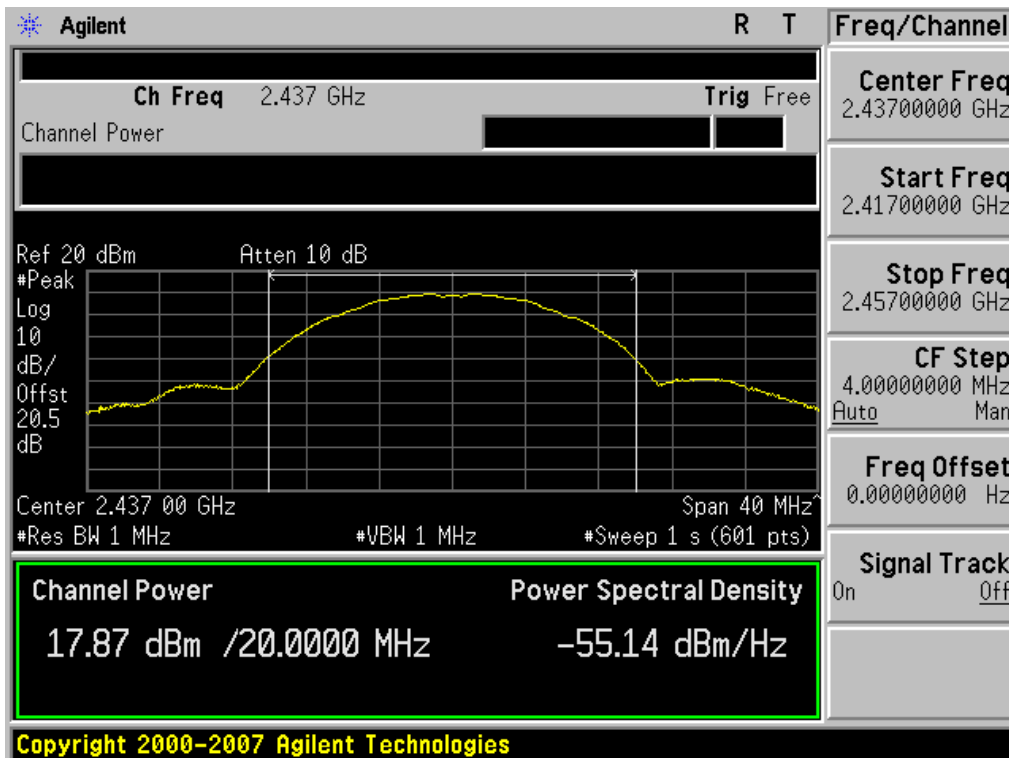 Agilent R T Freq/Channel
Ch Freq 2.437 GHz Trig Free
Channel Power
Center Freq
2.43700000 GHz
Start Freq
2.41700000 GHz
Stop Freq
2.45700000 GHz
CF Step
4.00000000 MHz
Auto Man
Freq Offset
0.00000000 Hz
Signal Track
On Off
Ref 20 dBm Atten 10 dB
#Peak
Log
10
dB/
Offst
20.5
dB
Center 2.437 00 GHz Span 40 MHz^
#Res BW 1 MHz #VBW 1 MHz #Sweep 1 s (601 pts)
Channel Power Power Spectral Density
17.87 dBm /20.0000 MHz -55.14 dBm/Hz
Copyright 2000-2007 Agilent Technologies